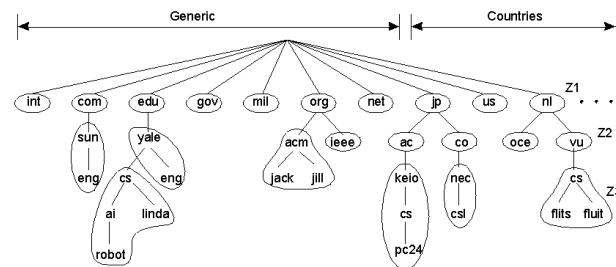 Generic Countries
int com edu gov mil org net jp us nl Z1 . . .
sun yale acm ieee ac co oce vu Z2
eng cs eng jack jill keio nec cs Z3
ai linda cs csl flits fluit
robot pc24